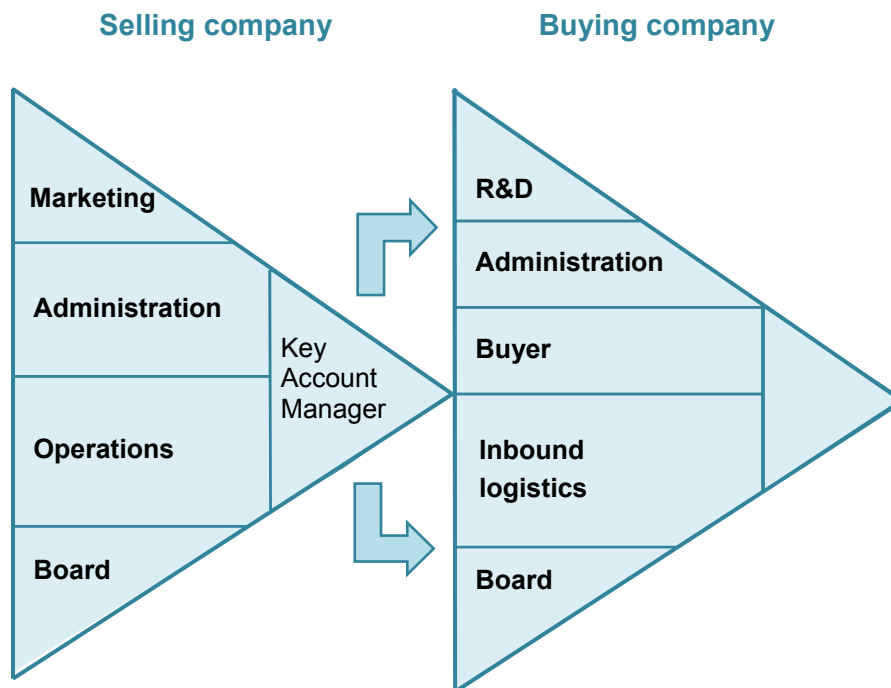 Selling company
Buying company
Marketing
Administration
Operations
Board
Key
Account
Manager
R&D
Administration
Buyer
Inbound
logistics
Board